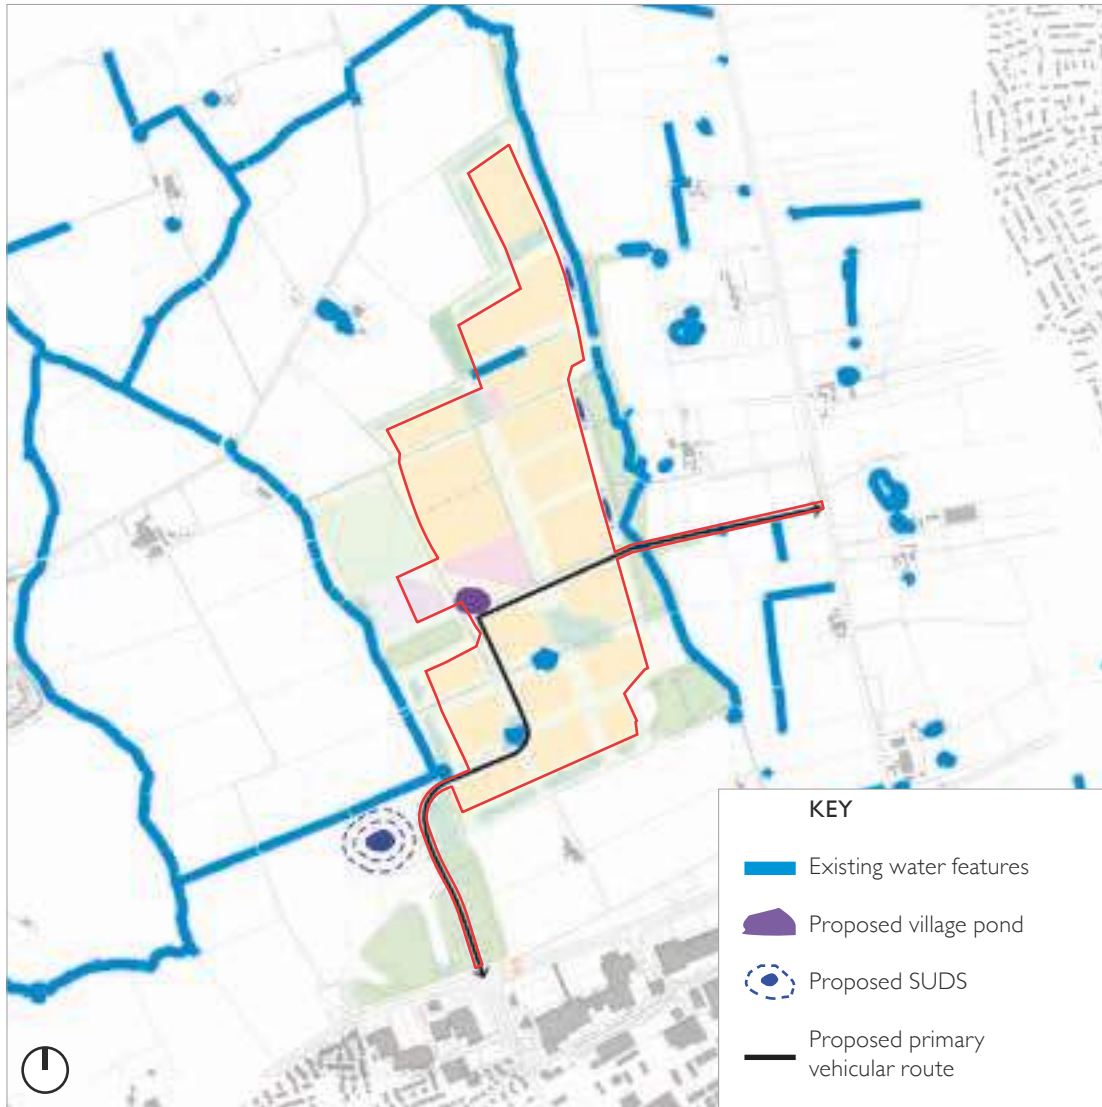 KEY
Existing water features
Proposed village pond
Proposed SUDS
Proposed primary
vehicular route